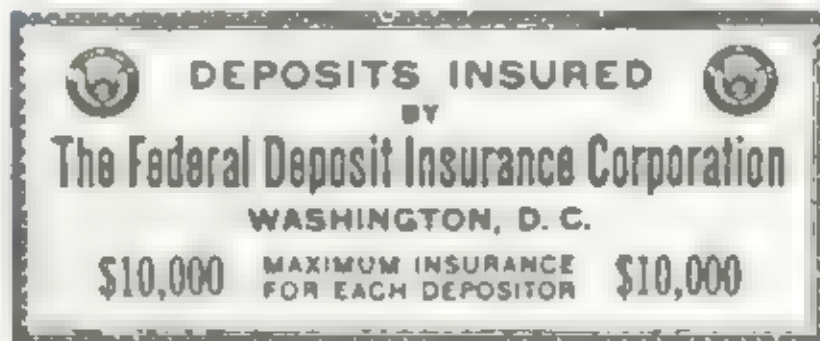 DEPOSITS INSURED
BY
The Federal Deposit Insurance Corporation
WASHINGTON, D. C.
$10,000 MAXIMUM INSURANCE FOR EACH DEPOSITOR $10,000